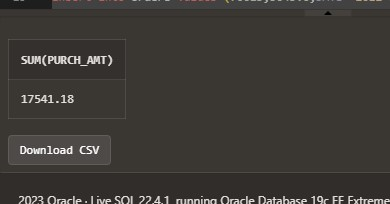 SUM(PURCH_AMT)
17541.18
Download CSV
2023 Oracle · Live SQL 22.4.1, running Oracle Database 19c EE Extreme